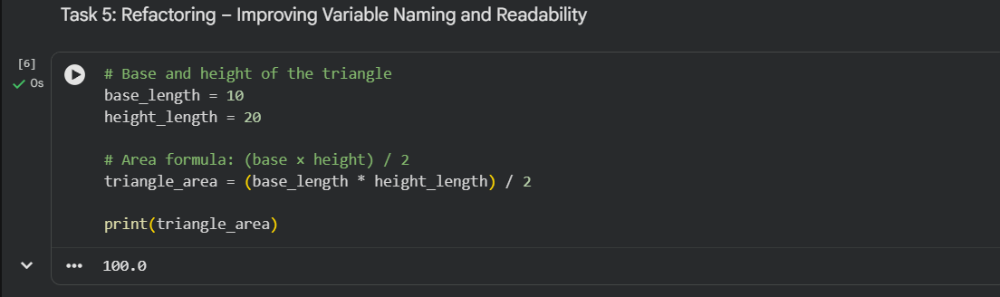 Task 5: Refactoring – Improving Variable Naming and Readability
[6]
0s
# Base and height of the triangle
base_length = 10
height_length = 20
# Area formula: (base × height) / 2
triangle_area = (base_length * height_length) / 2
print(triangle_area)
100.0